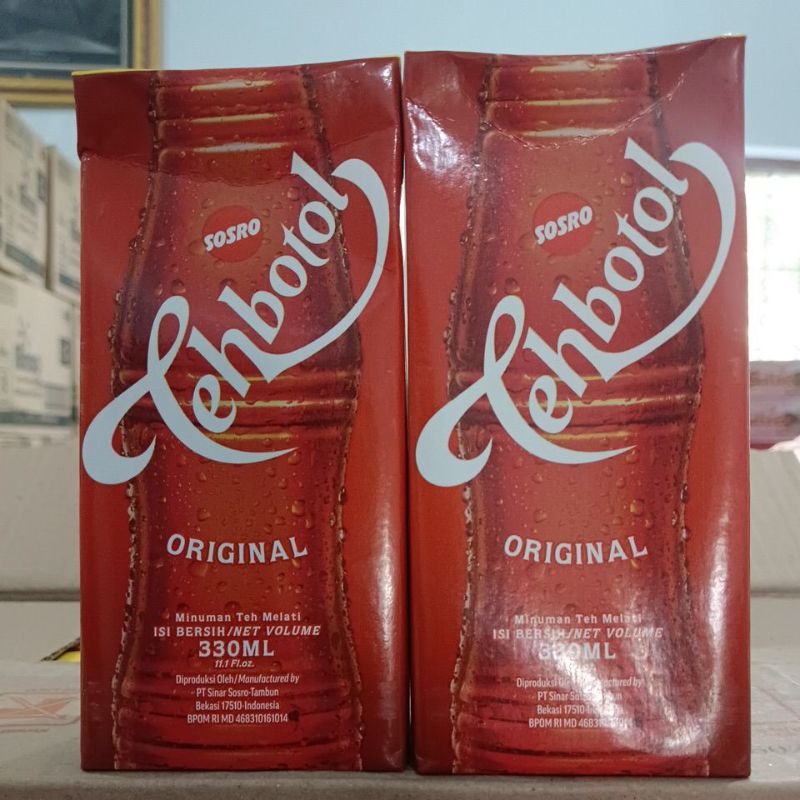 SOSRO
Tehbotol
ORIGINAL
Minuman Teh Melati
ISI BERSIH/NET VOLUME
330ML
11.1 Fl.oz.
Diproduksi Oleh/Manufactured by
PT Sinar Sosro-Tambun
Bekasi 17510-Indonesia
BPOM RI MD 468310161014
SOSRO
Tehbotol
ORIGINAL
Minuman Teh Melati
ISI BERSIH/NET VOLUME
330ML
Diproduksi by
PT Sinar
Bekasi 17510
BPOM RI MD